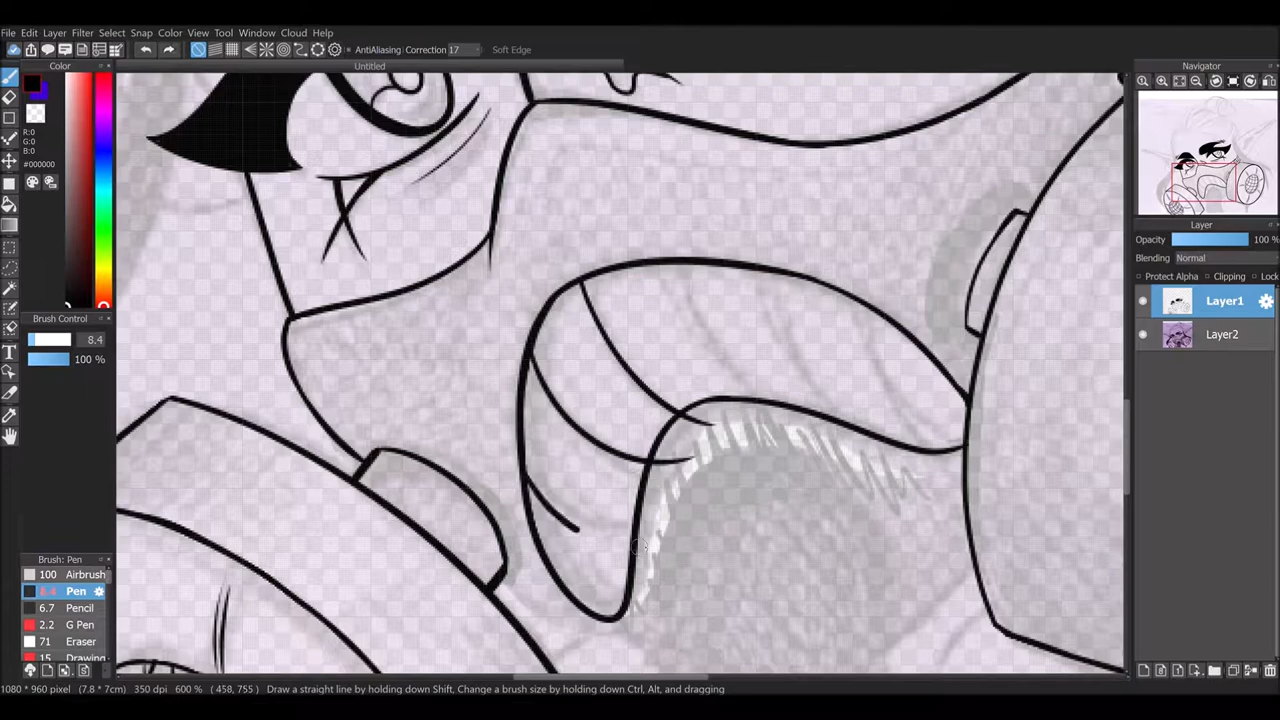 File Edit Layer Filter Select Snap Color View Tool Window Cloud Help
AntiAliasing Correction 17 Soft Edge
Color
Untitled
Navigator
R:0
G:0
B:0
#000000
Layer
Opacity 100 %
Blending Normal
Protect Alpha Clipping Lock
Layer1
Brush Control
8.4
Layer2
100 %
Brush: Pen
100 Airbrush
Pen
6.7 Pencil
2.2 G Pen
71 Eraser
15 Drawing
1080 * 960 pixel (7.8 * 7cm) 350 dpi 600 % ( 458, 755 ) Draw a straight line by holding down Shift, Change a brush size by holding down Ctrl, Alt, and dragging